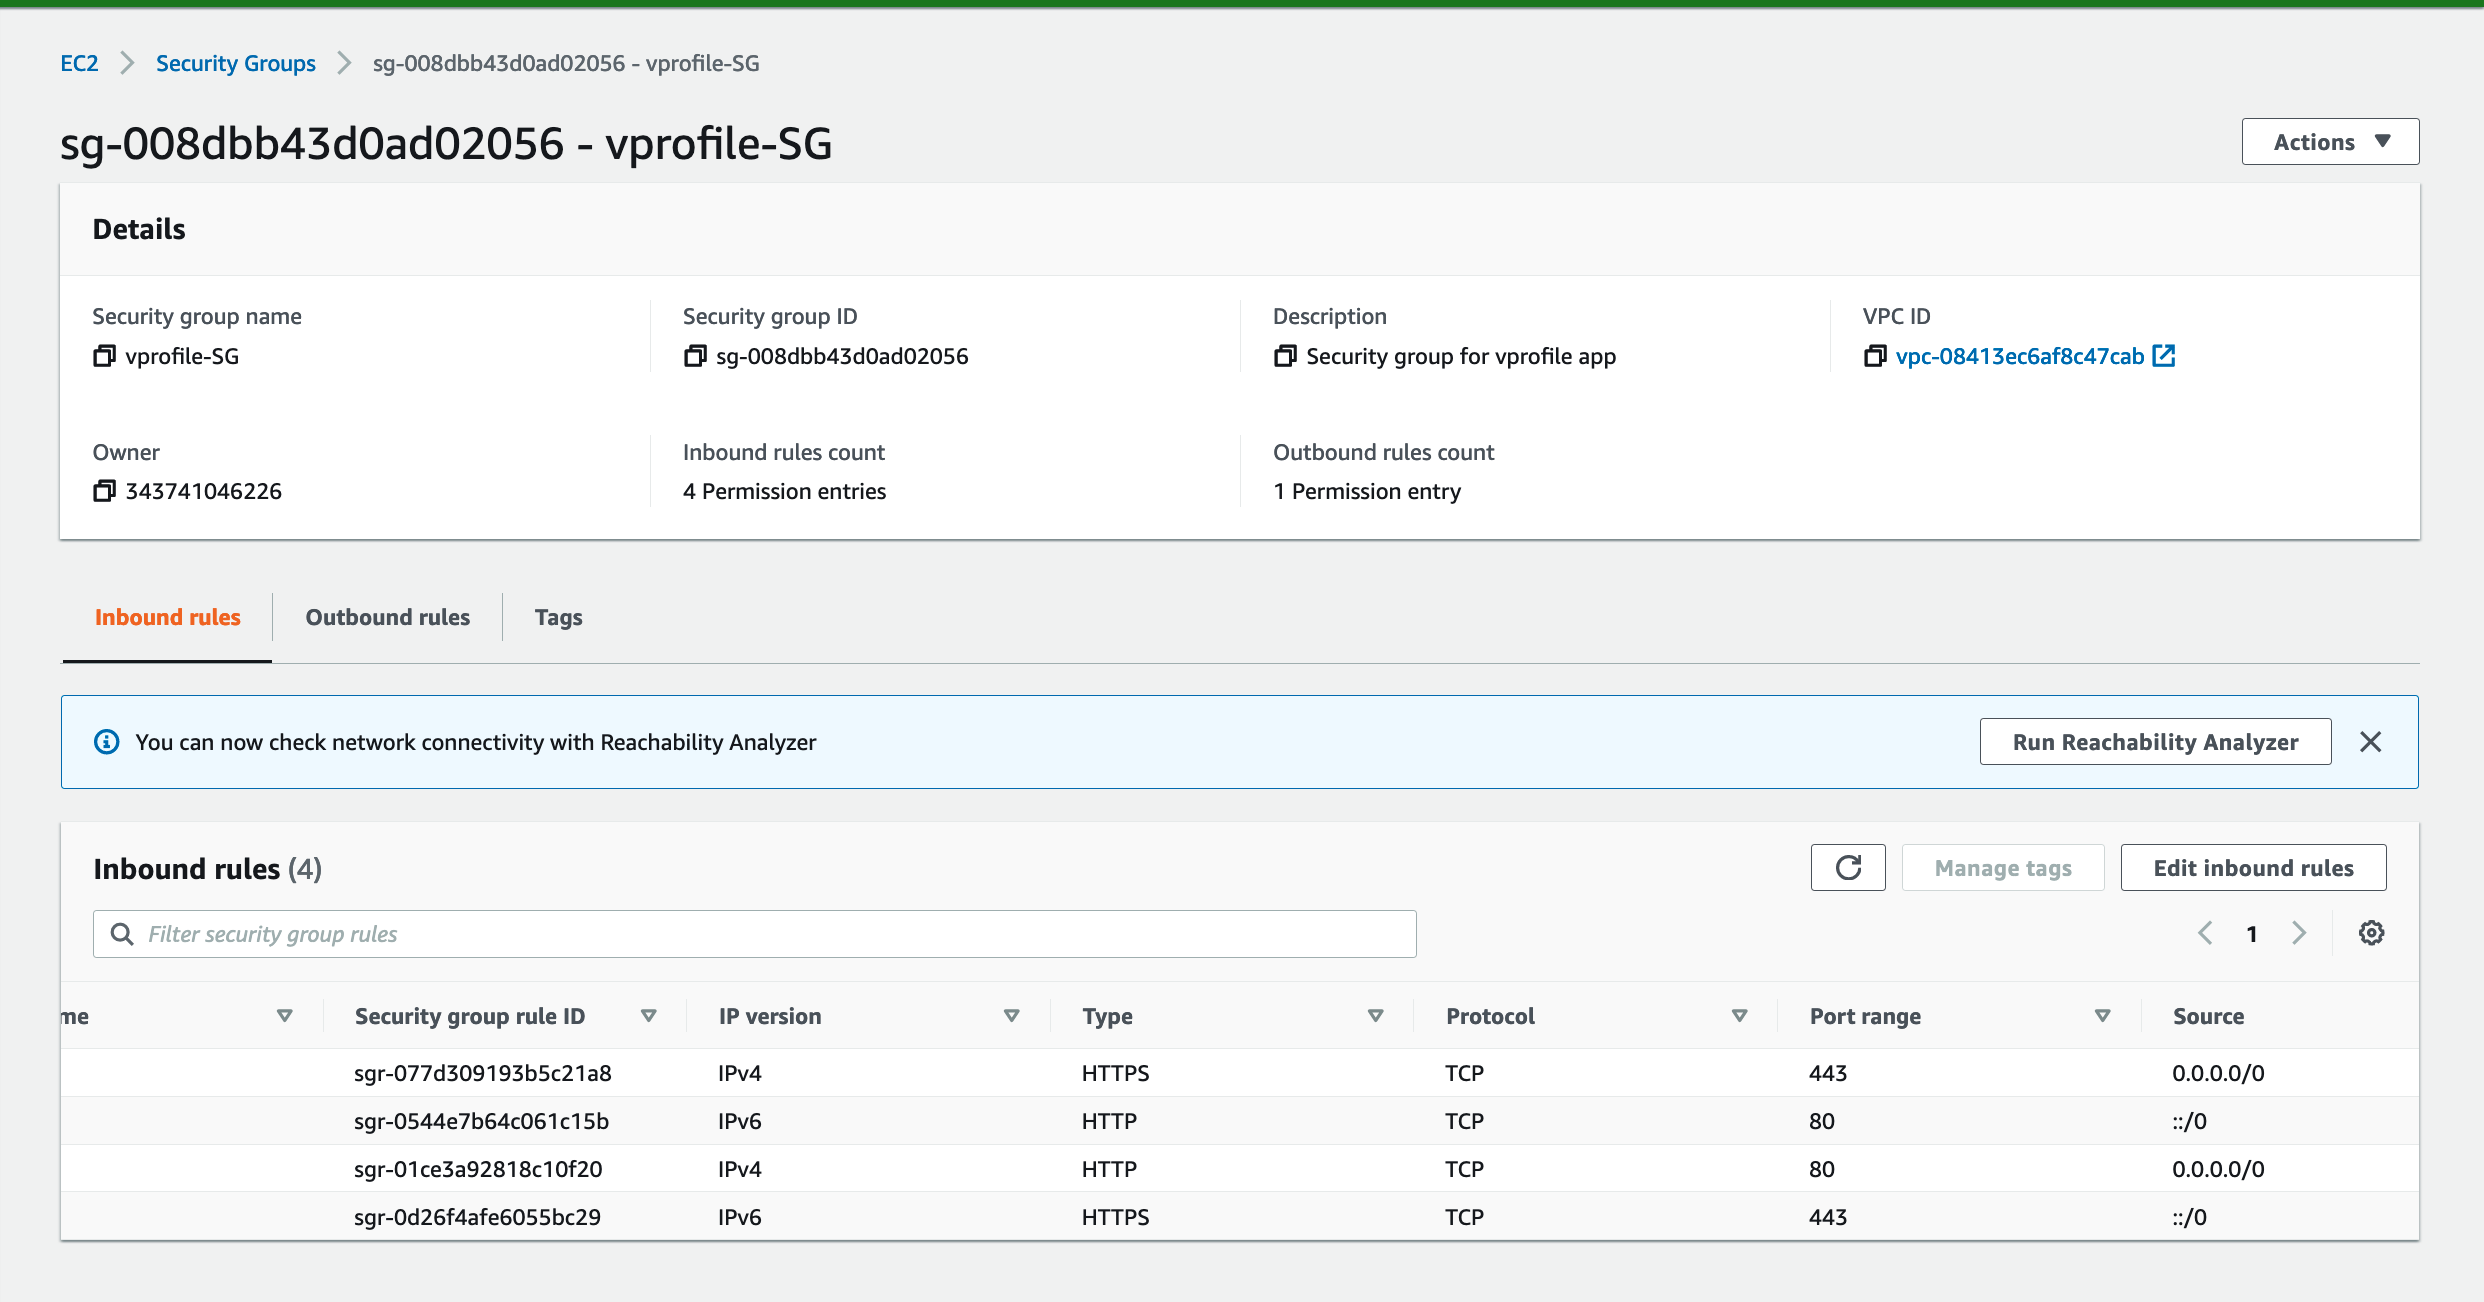 EC2 Security Groups sg-008dbb43d0ad02056 - vprofile-SG
sg-008dbb43d0ad02056 - vprofile-SG
Actions
Details
Security group name
vprofile-SG
Security group ID
sg-008dbb43d0ad02056
Description
Security group for vprofile app
VPC ID
vpc-08413ec6af8c47cab
Owner
343741046226
Inbound rules count
4 Permission entries
Outbound rules count
1 Permission entry
Inbound rules Outbound rules Tags
You can now check network connectivity with Reachability Analyzer
Run Reachability Analyzer
Inbound rules (4)
Manage tags
Edit inbound rules
Filter security group rules
1
me Security group rule ID IP version Type Protocol Port range Source
sgr-077d309193b5c21a8 IPv4 HTTPS TCP 443 0.0.0.0/0
sgr-0544e7b64c061c15b IPv6 HTTP TCP 80 ::/0
sgr-01ce3a92818c10f20 IPv4 HTTP TCP 80 0.0.0.0/0
sgr-0d26f4afe6055bc29 IPv6 HTTPS TCP 443 ::/0